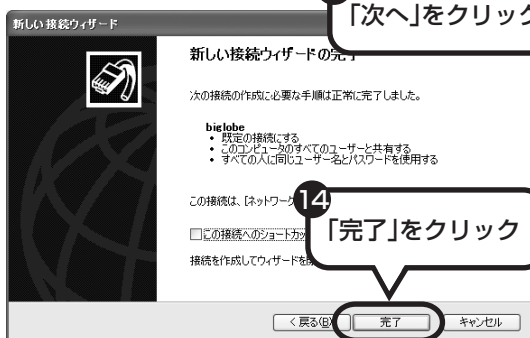 「次へ」をクリック
新しい接続ウィザード
新しい接続ウィザードの完了
次の接続の作成に必要な手順は正常に完了しました。
biglobe
• 既定の接続にする
• このコンピュータのすべてのユーザーと共有する
• すべての人に同じユーザー名とパスワードを使用する
この接続は、[ネットワーク
14
「完了」をクリック
この接続へのショートカッ
接続を作成してウィザードを
< 戻る(B)
完了
キャンセル